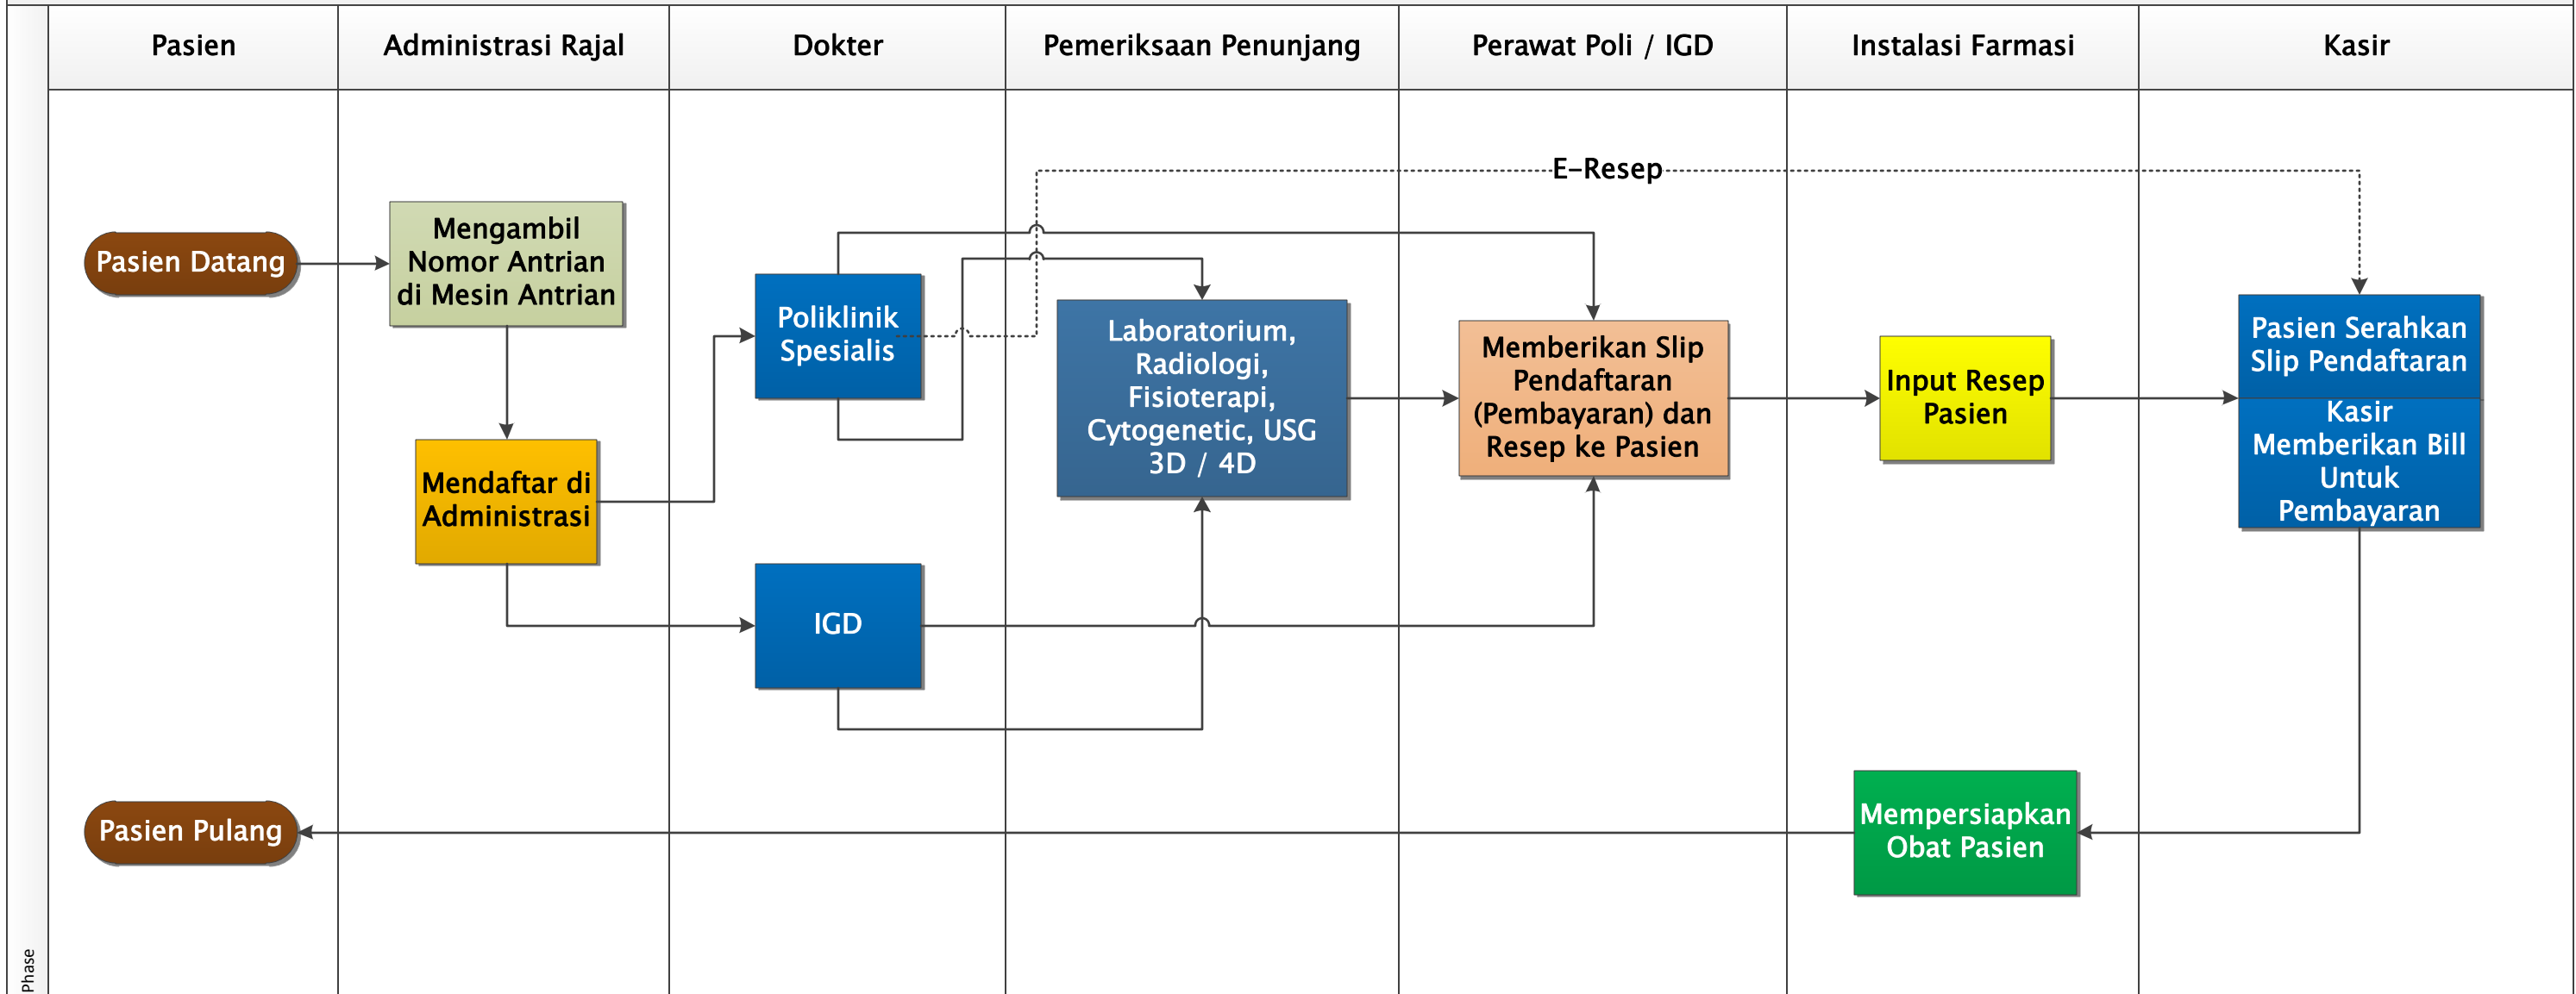 Pasien
Administrasi Rajal
Dokter
Pemeriksaan Penunjang
Perawat Poli / IGD
Instalasi Farmasi
Kasir
E-Resep
Pasien Datang
Mengambil
Nomor Antrian
di Mesin Antrian
Mendaftar di
Administrasi
Poliklinik
Spesialis
IGD
Laboratorium,
Radiologi,
Fisioterapi,
Cytogenetic, USG
3D / 4D
Memberikan Slip
Pendaftaran
(Pembayaran) dan
Resep ke Pasien
Input Resep
Pasien
Pasien Serahkan
Slip Pendaftaran
Kasir
Memberikan Bill
Untuk
Pembayaran
Mempersiapkan
Obat Pasien
Pasien Pulang
Phase